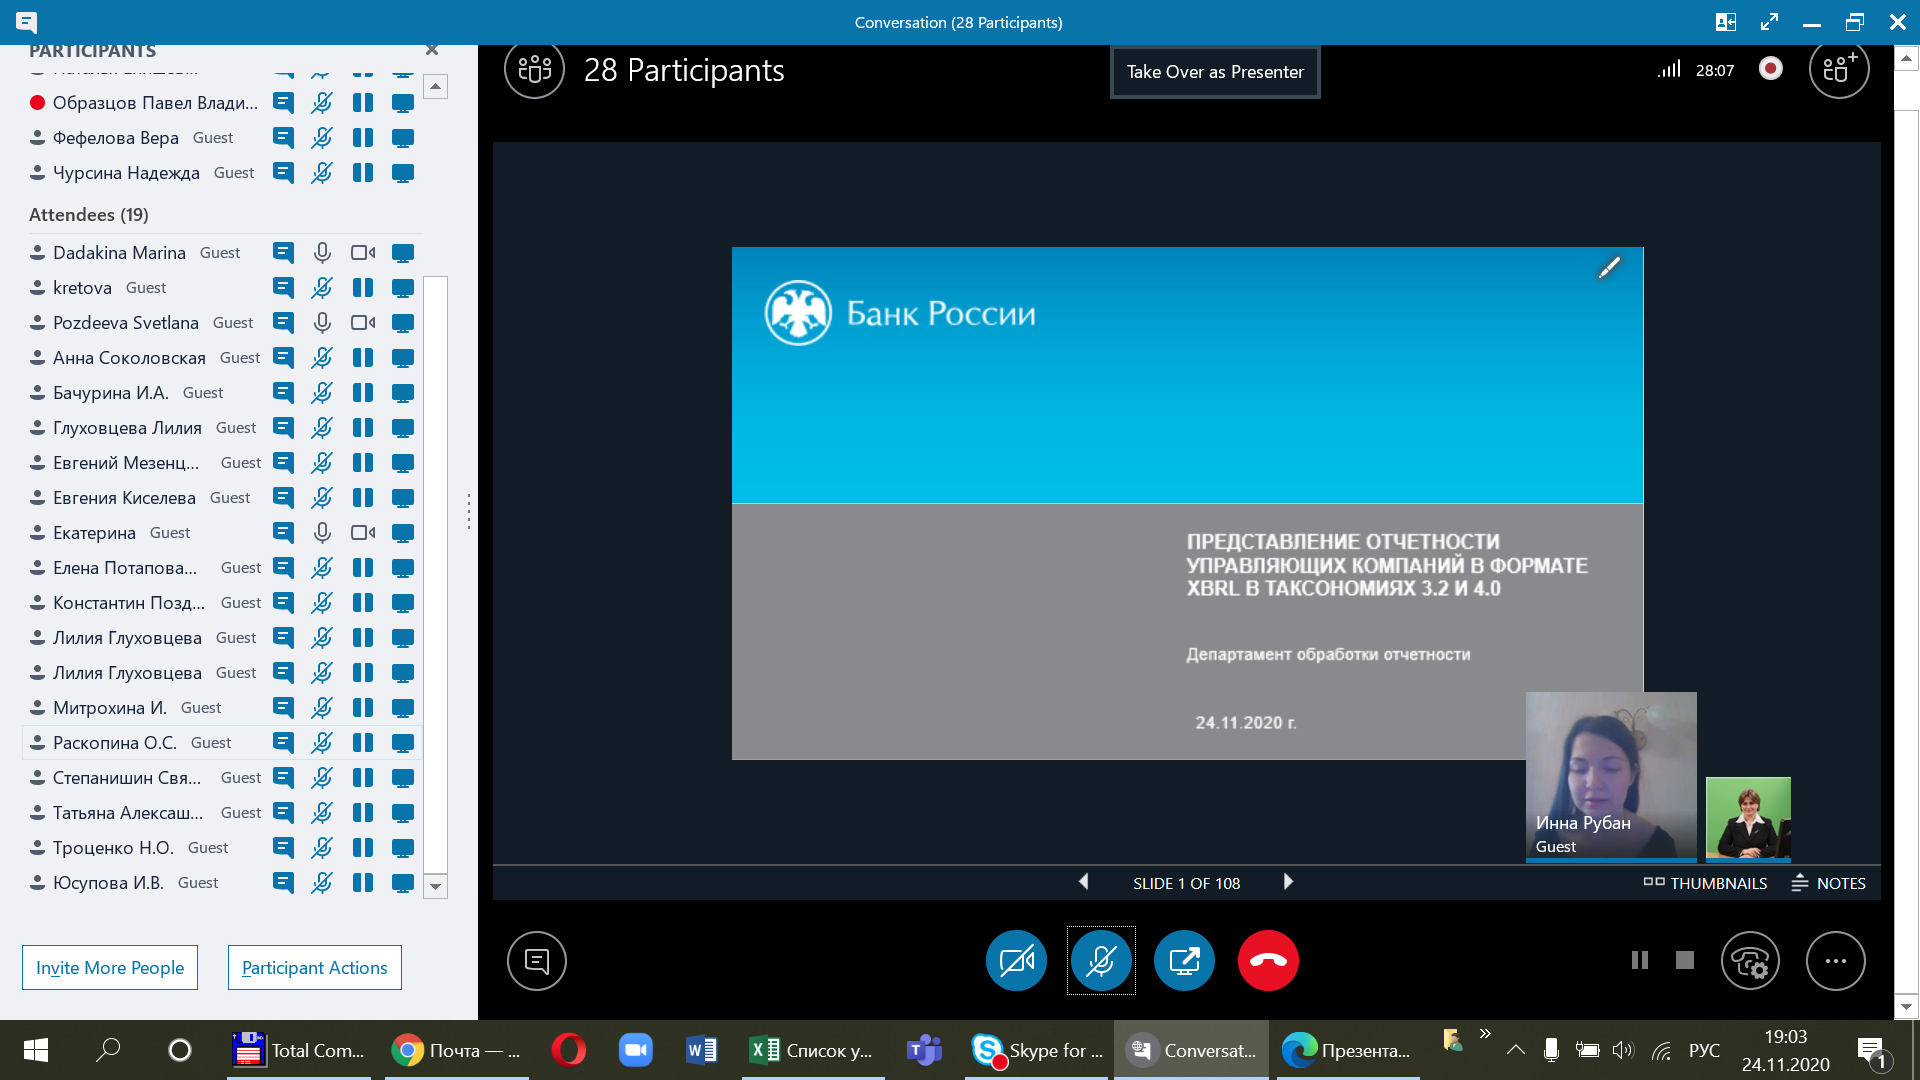 Conversation (28 Participants)
PARTICIPANTS
Образцов Павел Влади...
Фефелова Вера Guest
Чурсина Надежда Guest
Attendees (19)
Dadakina Marina Guest
kretova Guest
Pozdeeva Svetlana Guest
Анна Соколовская Guest
Бачурина И.А. Guest
Глуховцева Лилия Guest
Евгений Мезенц... Guest
Евгения Киселева Guest
Екатерина Guest
Елена Потапова... Guest
Константин Позд... Guest
Лилия Глуховцева Guest
Лилия Глуховцева Guest
Митрохина И. Guest
Раскопина О.С. Guest
Степанишин Свя... Guest
Татьяна Алексаш... Guest
Троценко Н.О. Guest
Юсупова И.В. Guest
Invite More People
Participant Actions
28 Participants
Take Over as Presenter
28:07
Банк России
ПРЕДСТАВЛЕНИЕ ОТЧЕТНОСТИ
УПРАВЛЯЮЩИХ КОМПАНИЙ В ФОРМАТЕ
XBRL В ТАКСОНОМИЯХ 3.2 И 4.0
Департамент обработки отчетности
24.11.2020 г.
Инна Рубан
Guest
SLIDE 1 OF 108
THUMBNAILS
NOTES
Total Com...
Почта — ...
Список у...
Skype for ...
Conversat...
Презента...
РУС
19:03
24.11.2020
1